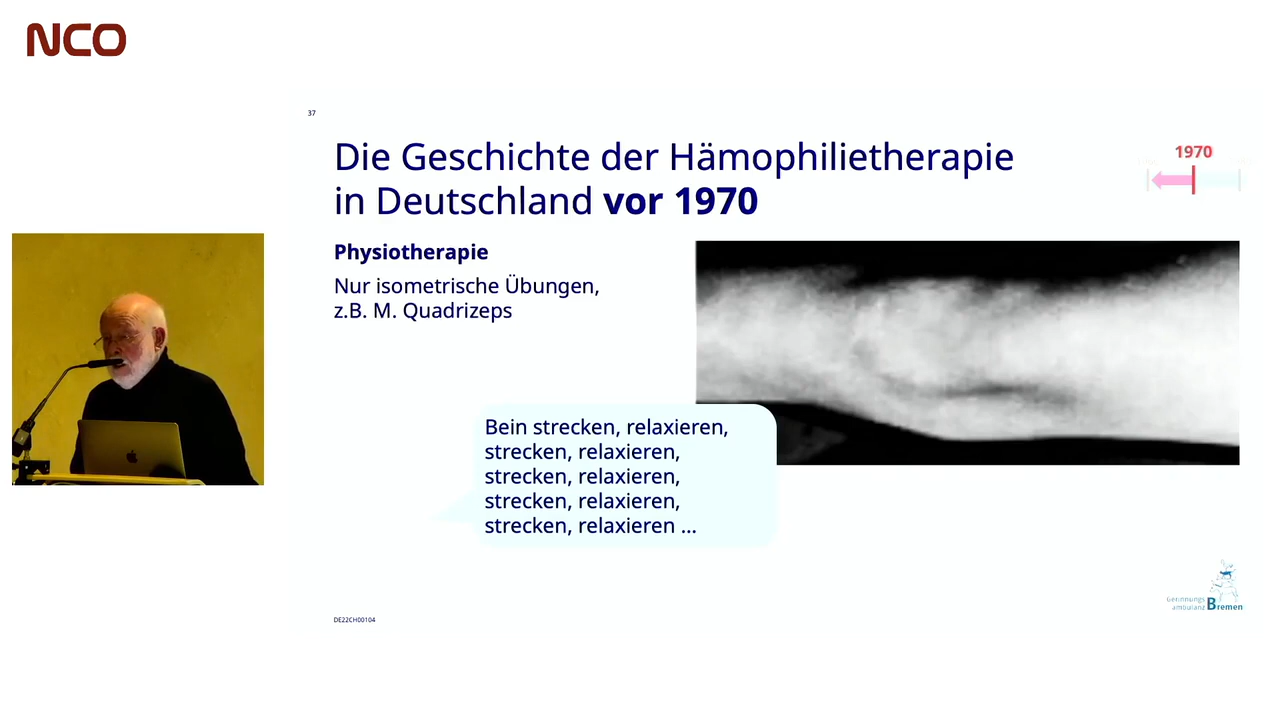 NCO
37
Die Geschichte der Hämophilietherapie
in Deutschland vor 1970
1970
Physiotherapie
Nur isometrische Übungen,
z.B. M. Quadrizeps
Bein strecken, relaxieren,
strecken, relaxieren,
strecken, relaxieren,
strecken, relaxieren,
strecken, relaxieren ...
Gerinnungs
ambulanz Bremen
DE22CH00104